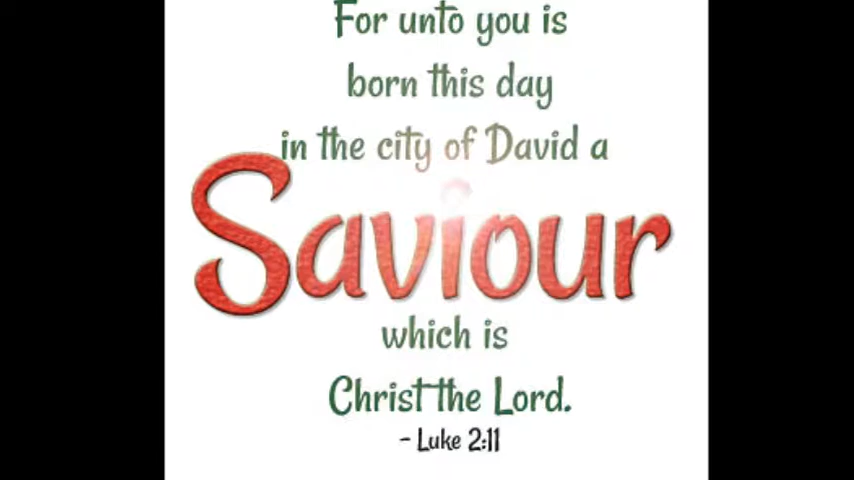 For unto you is
born this day
in the city of David a
Saviour
which is
Christ the Lord.
- Luke 2:11